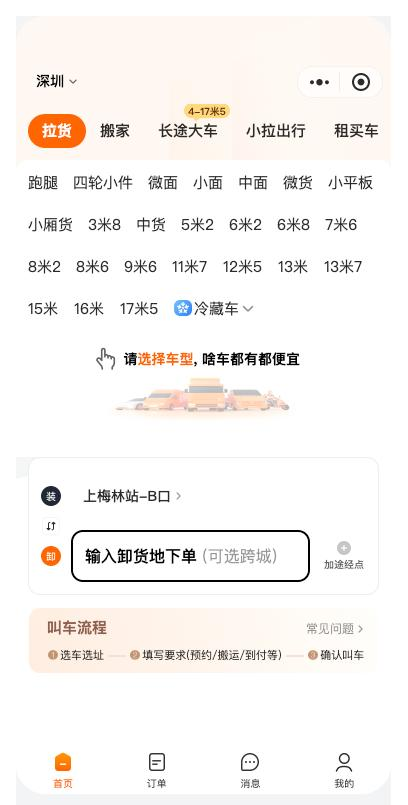 深圳
4-17米5
拉货 搬家 长途大车 小拉出行 租买车
跑腿 四轮小件 微面 小面 中面 微货 小平板
小厢货 3米8 中货 5米2 6米2 6米8 7米6
8米2 8米6 9米6 11米7 12米5 13米 13米7
15米 16米 17米5 冷藏车
请选择车型, 啥车都有都便宜
装 上梅林站-B口
卸 输入卸货地下单 (可选跨城)
加途经点
叫车流程 常见问题
1 选车选址 2 填写要求(预约/搬运/到付等) 3 确认叫车
首页 订单 消息 我的